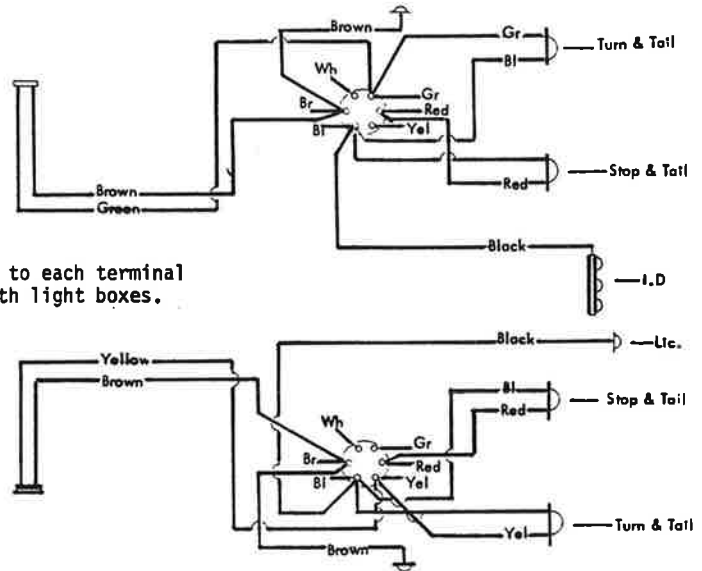 Brown
Gr
Turn & Tail
Bl
Wh
Gr
Br
Red
Bl
Yel
Stop & Tail
Red
Brown
Green
Black
to each terminal
th light boxes.
I.D
Black
Lic.
Yellow
Brown
Bl
Stop & Tail
Red
Wh
Gr
Br
Red
Bl
Yel
Turn & Tail
Yel
Brown